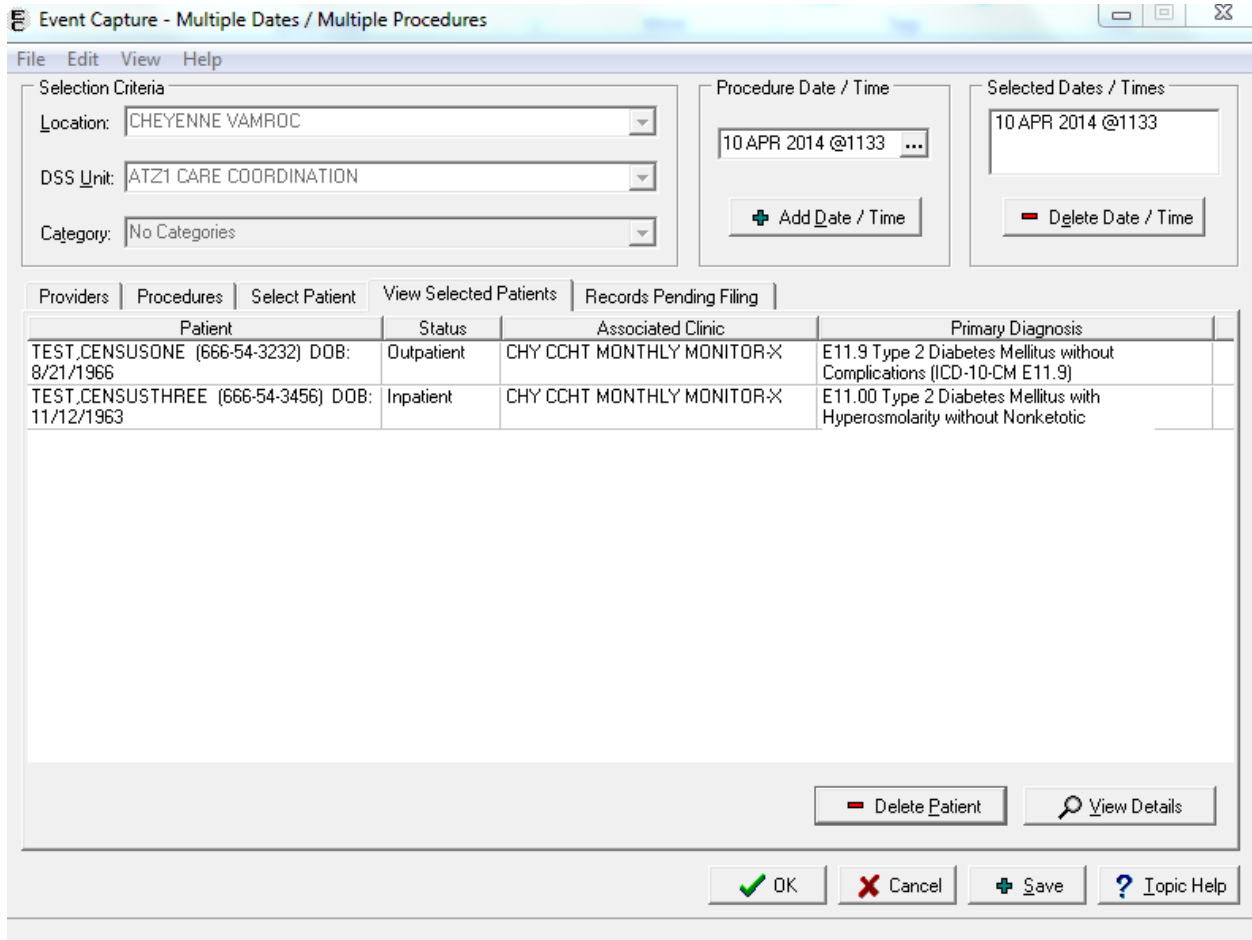 Event Capture - Multiple Dates / Multiple Procedures
File Edit View Help
Selection Criteria
Location: CHEYENNE VAMROC
DSS Unit: ATZ1 CARE COORDINATION
Category: No Categories
Procedure Date / Time
10 APR 2014 @1133 ...
Add Date / Time
Selected Dates / Times
10 APR 2014 @1133
Delete Date / Time
Providers Procedures Select Patient View Selected Patients Records Pending Filing
Patient Status Associated Clinic Primary Diagnosis
TEST,CENSUSONE (666-54-3232) DOB: Outpatient CHY CCHT MONTHLY MONITOR-X E11.9 Type 2 Diabetes Mellitus without
8/21/1966 Complications (ICD-10-CM E11.9)
TEST,CENSUSTHREE (666-54-3456) DOB: Inpatient CHY CCHT MONTHLY MONITOR-X E11.00 Type 2 Diabetes Mellitus with
11/12/1963 Hyperosmolarity without Nonketotic
Delete Patient View Details
OK Cancel Save ? Topic Help